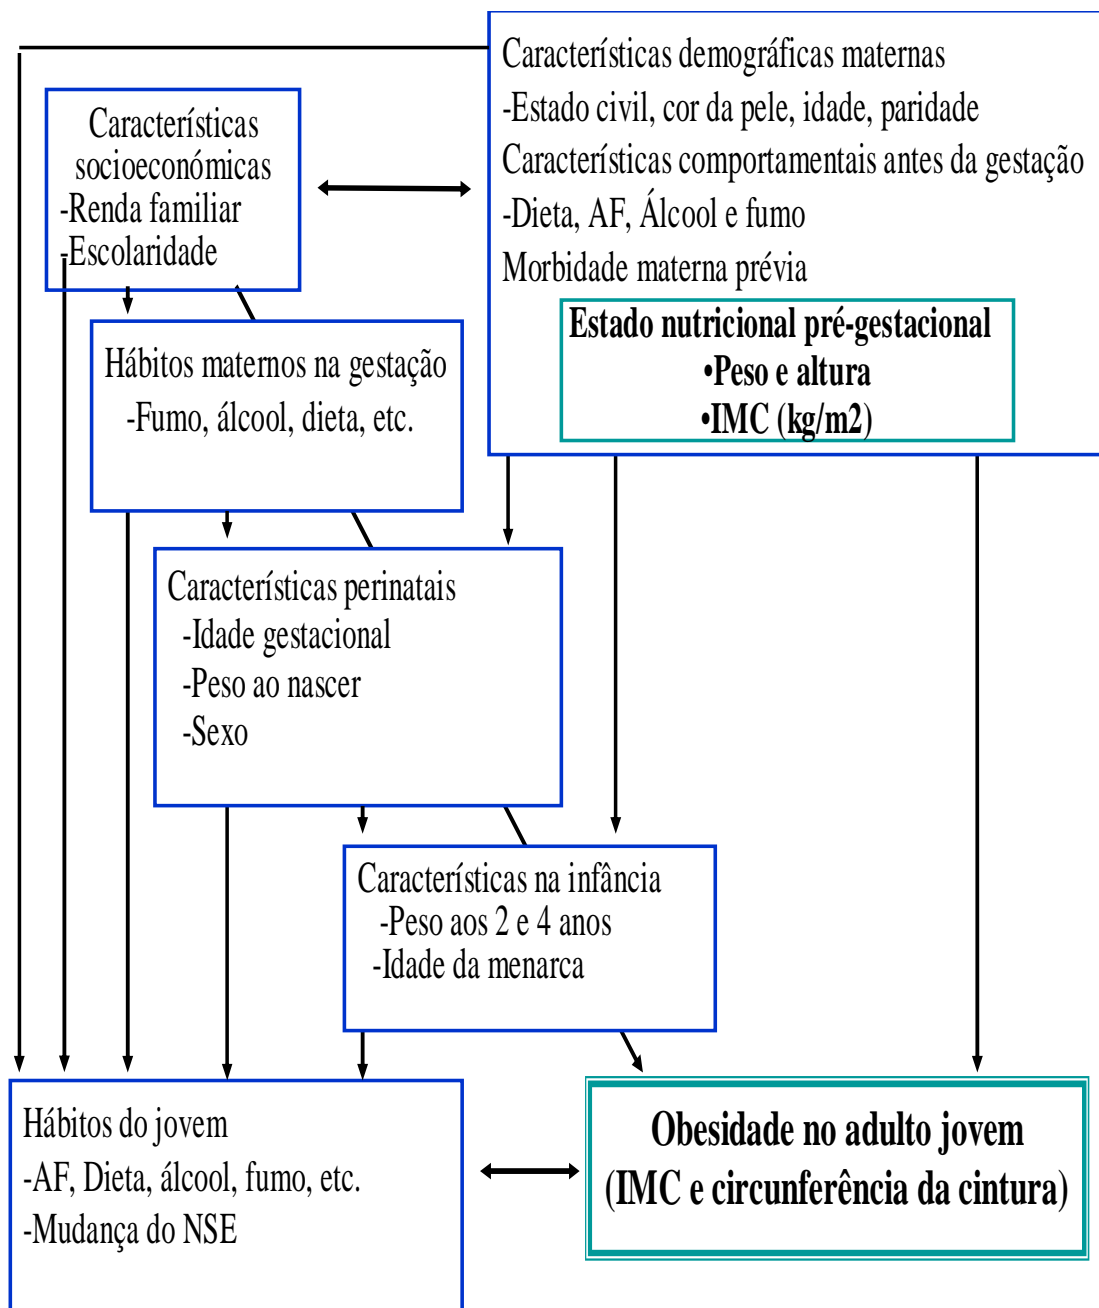 Características demográficas maternas
-Estado civil, cor da pele, idade, paridade
Características comportamentais antes da gestação
-Dieta, AF, Álcool e fumo
Morbidade materna prévia
Estado nutricional pré-gestacional
•Peso e altura
•IMC (kg/m2)
Características
socioeconómicas
-Renda familiar
-Escolaridade
Hábitos maternos na gestação
-Fumo, álcool, dieta, etc.
Características perinatais
-Idade gestacional
-Peso ao nascer
-Sexo
Características na infância
-Peso aos 2 e 4 anos
-Idade da menarca
Hábitos do jovem
-AF, Dieta, álcool, fumo, etc.
-Mudança do NSE
Obesidade no adulto jovem
(IMC e circunferência da cintura)